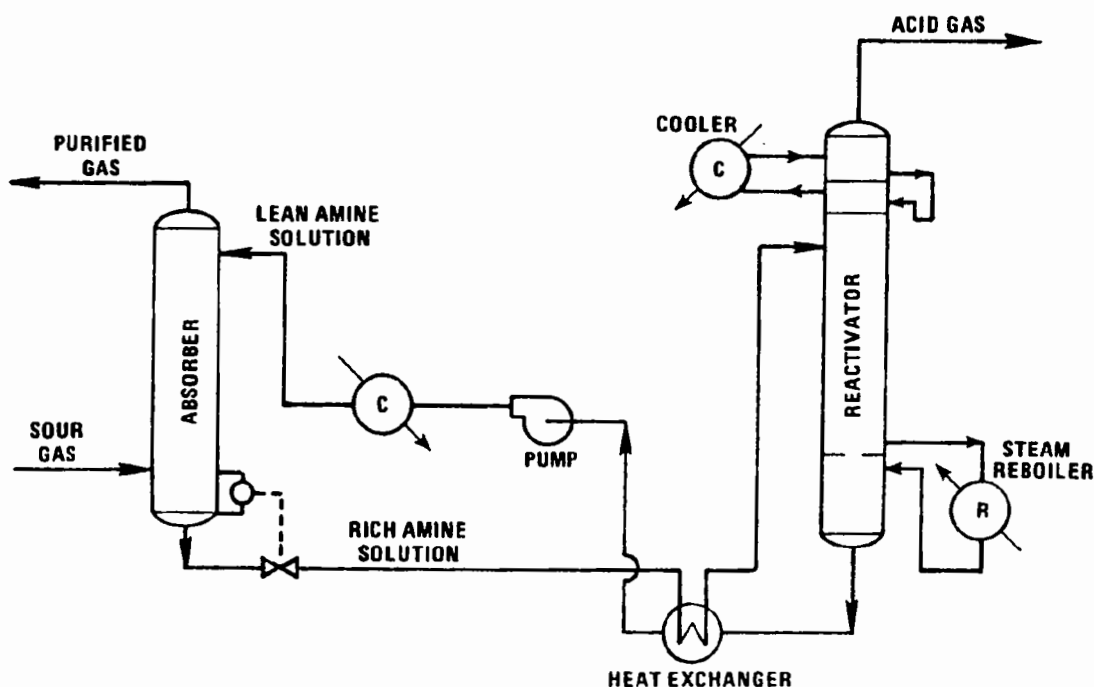 ACID GAS
COOLER
C
PURIFIED
GAS
LEAN AMINE
SOLUTION
ABSORBER
REACTIVATOR
C
PUMP
SOUR
GAS
STEAM
REBOILER
R
RICH AMINE
SOLUTION
HEAT EXCHANGER